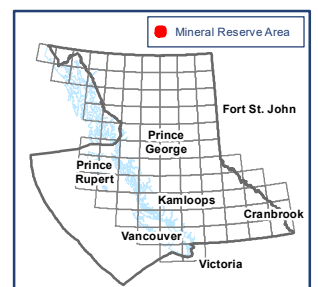 Mineral Reserve Area
Fort St. John
Prince
George
Prince
Rupert
Kamloops
Cranbrook
Vancouver
Victoria